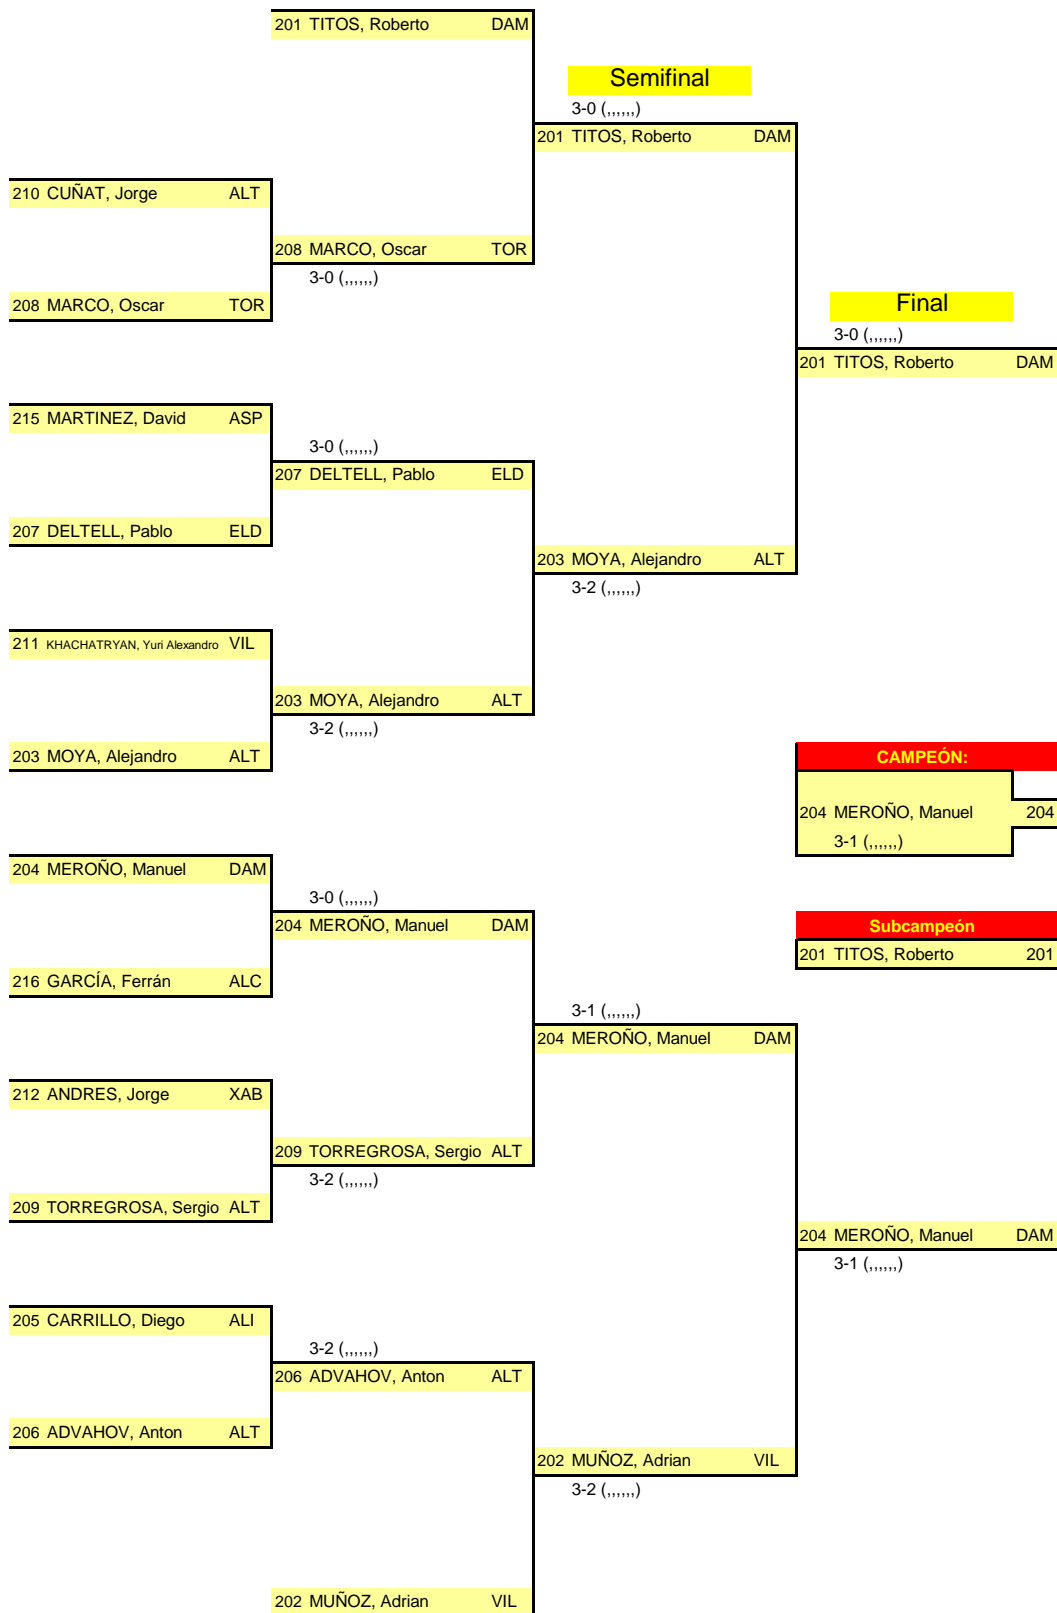 201 TITOS, Roberto DAM
Semifinal
3-0 (,,,,,,)
201 TITOS, Roberto DAM
210 CUÑAT, Jorge ALT
208 MARCO, Oscar TOR
3-0 (,,,,,,)
208 MARCO, Oscar TOR
Final
3-0 (,,,,,,)
201 TITOS, Roberto DAM
215 MARTINEZ, David ASP
3-0 (,,,,,,)
207 DELTELL, Pablo ELD
207 DELTELL, Pablo ELD
203 MOYA, Alejandro ALT
3-2 (,,,,,,)
211 KHACHATRYAN, Yuri Alexandro VIL
203 MOYA, Alejandro ALT
3-2 (,,,,,,)
203 MOYA, Alejandro ALT
CAMPEÓN:
204 MEROÑO, Manuel 204
3-1 (,,,,,,)
204 MEROÑO, Manuel DAM
3-0 (,,,,,,)
204 MEROÑO, Manuel DAM
Subcampeón
201 TITOS, Roberto 201
216 GARCÍA, Ferrán ALC
3-1 (,,,,,,)
204 MEROÑO, Manuel DAM
212 ANDRES, Jorge XAB
209 TORREGROSA, Sergio ALT
3-2 (,,,,,,)
209 TORREGROSA, Sergio ALT
204 MEROÑO, Manuel DAM
3-1 (,,,,,,)
205 CARRILLO, Diego ALI
3-2 (,,,,,,)
206 ADVAHOV, Anton ALT
206 ADVAHOV, Anton ALT
202 MUÑOZ, Adrian VIL
3-2 (,,,,,,)
202 MUÑOZ, Adrian VIL